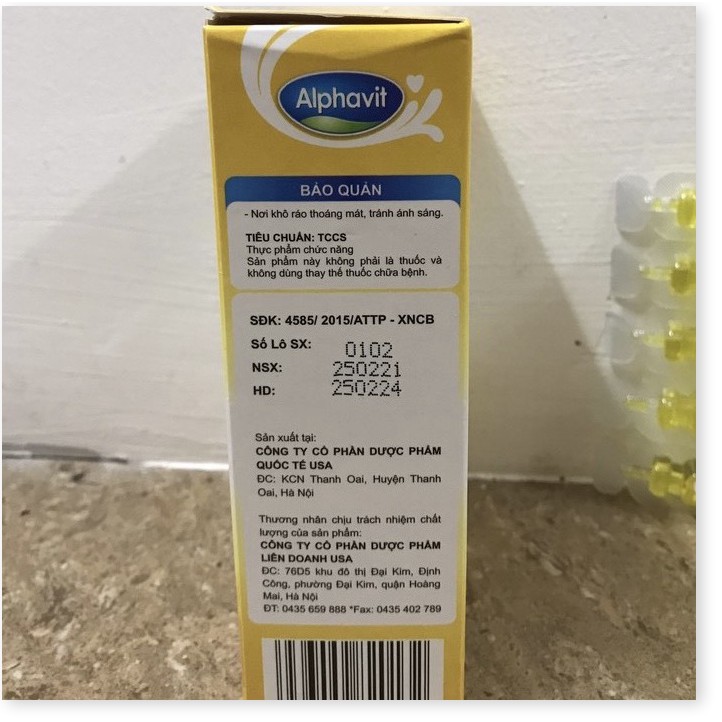 Alphavit
BẢO QUẢN
- Nơi khô ráo thoáng mát, tránh ánh sáng.
TIÊU CHUẨN: TCCS
Thực phẩm chức năng
Sản phẩm này không phải là thuốc và
không dùng thay thế thuốc chữa bệnh.
SĐK: 4585/ 2015/ATTP - XNCB
Số Lô SX: 0102
NSX: 250221
HD: 250224
Sản xuất tại:
CÔNG TY CỔ PHẦN DƯỢC PHẨM
QUỐC TẾ USA
ĐC: KCN Thanh Oai, Huyện Thanh
Oai, Hà Nội
Thương nhân chịu trách nhiệm chất
lượng của sản phẩm:
CÔNG TY CỔ PHẦN DƯỢC PHẨM
LIÊN DOANH USA
ĐC: 76D5 khu đô thị Đại Kim, Định
Công, phường Đại Kim, quận Hoàng
Mai, Hà Nội
ĐT: 0435 659 888 *Fax: 0435 402 789